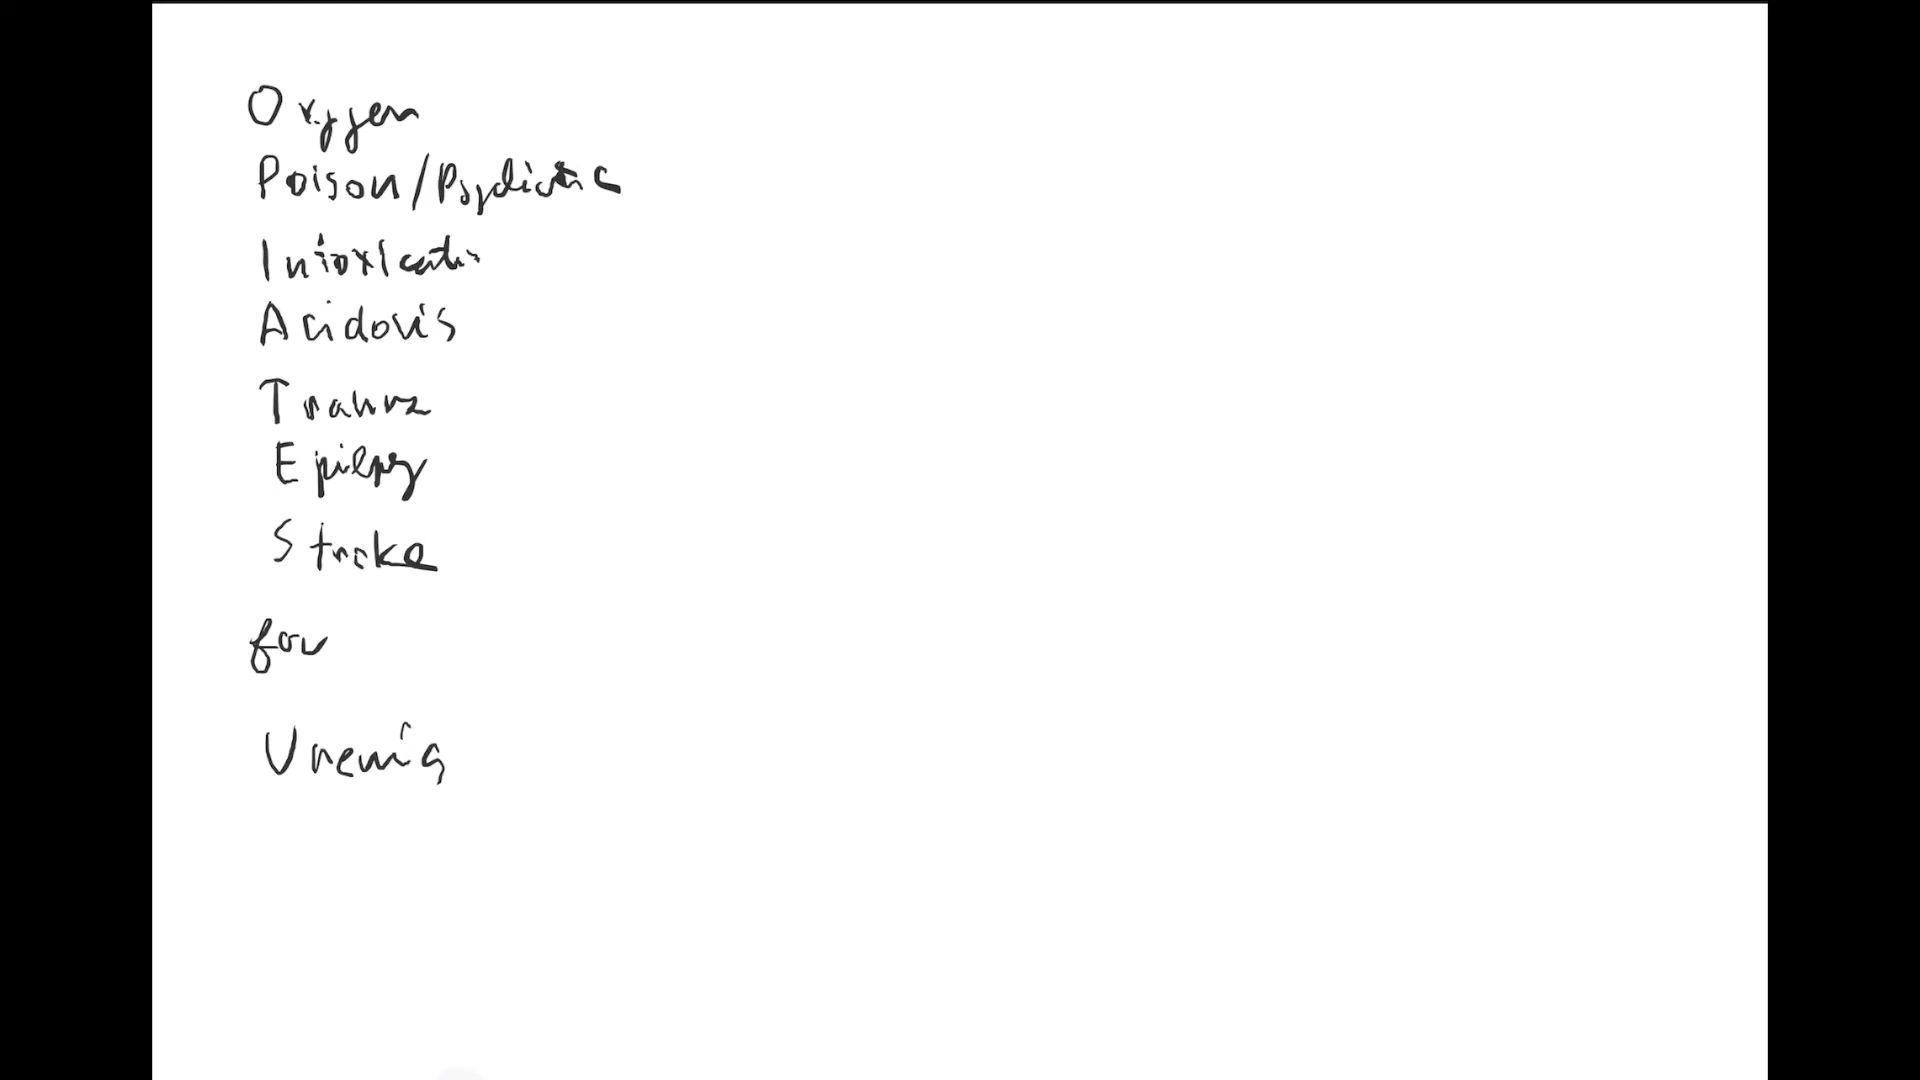 Oxygen
Poison/Psychiatric
Intoxication
Acidosis
Trauma
Epilepsy
Stroke
for
Uremia